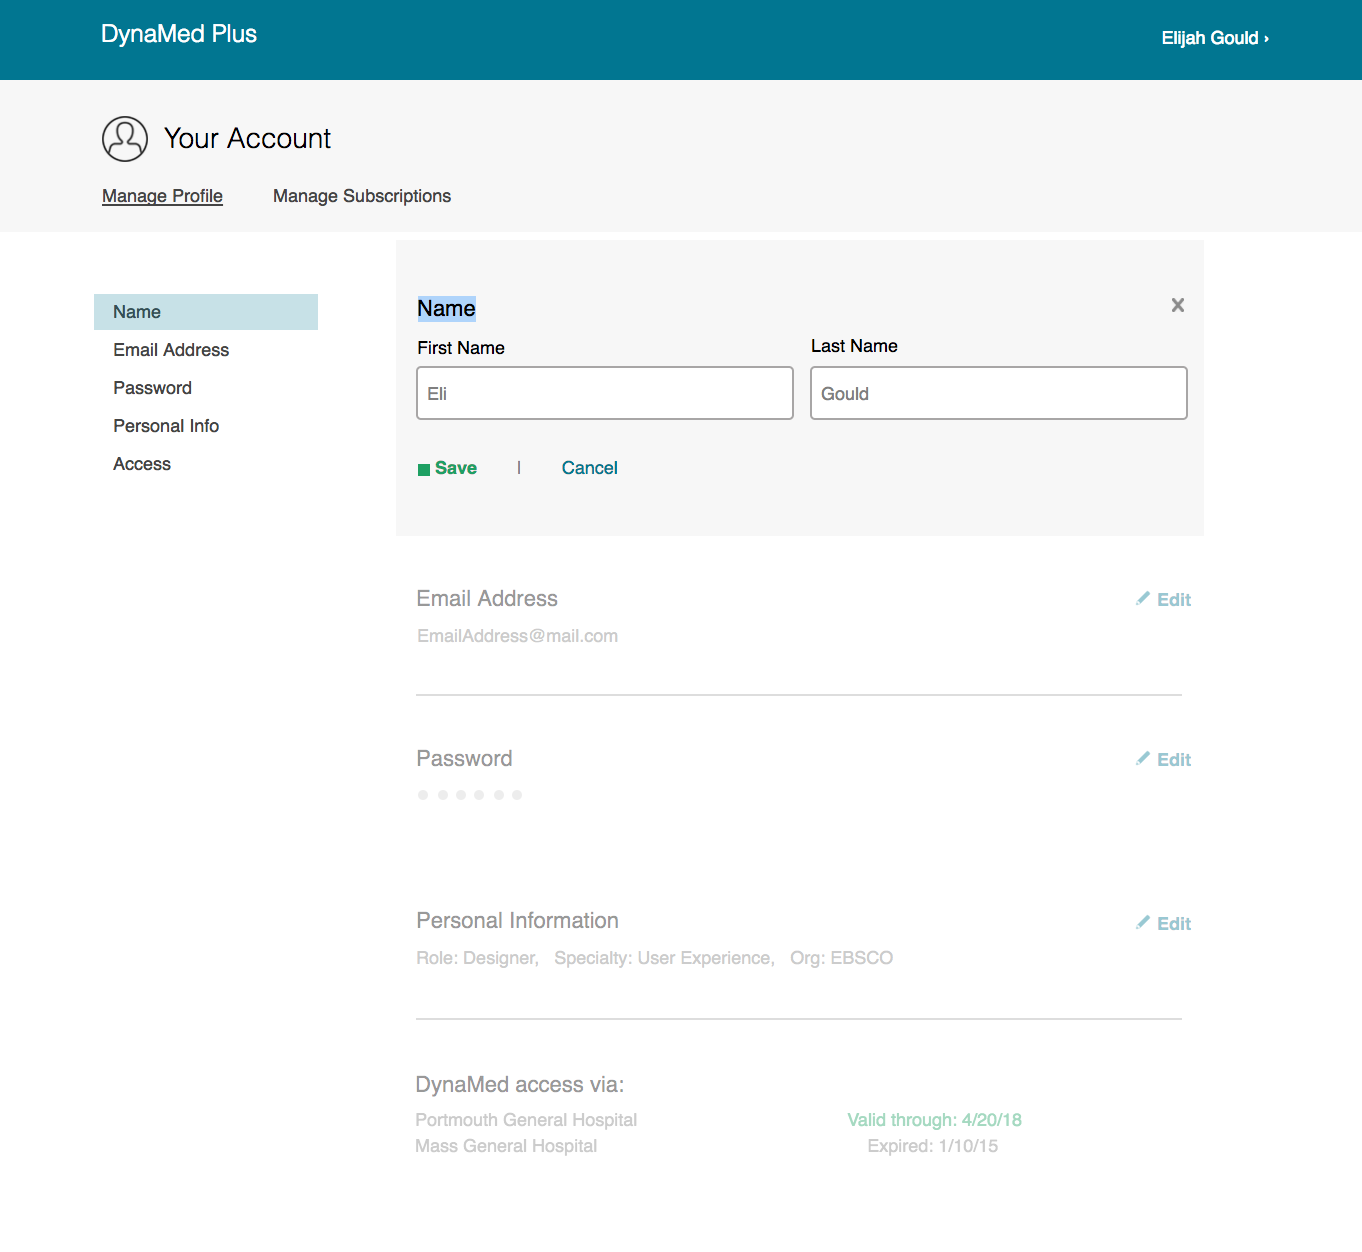 DynaMed Plus
Elijah Gould ›
Your Account
Manage Profile Manage Subscriptions
Name
Email Address
Password
Personal Info
Access
Name
First Name Last Name
Eli Gould
Save | Cancel
Email Address Edit
EmailAddress@mail.com
Password Edit
Personal Information Edit
Role: Designer, Specialty: User Experience, Org: EBSCO
DynaMed access via:
Portmouth General Hospital Valid through: 4/20/18
Mass General Hospital Expired: 1/10/15